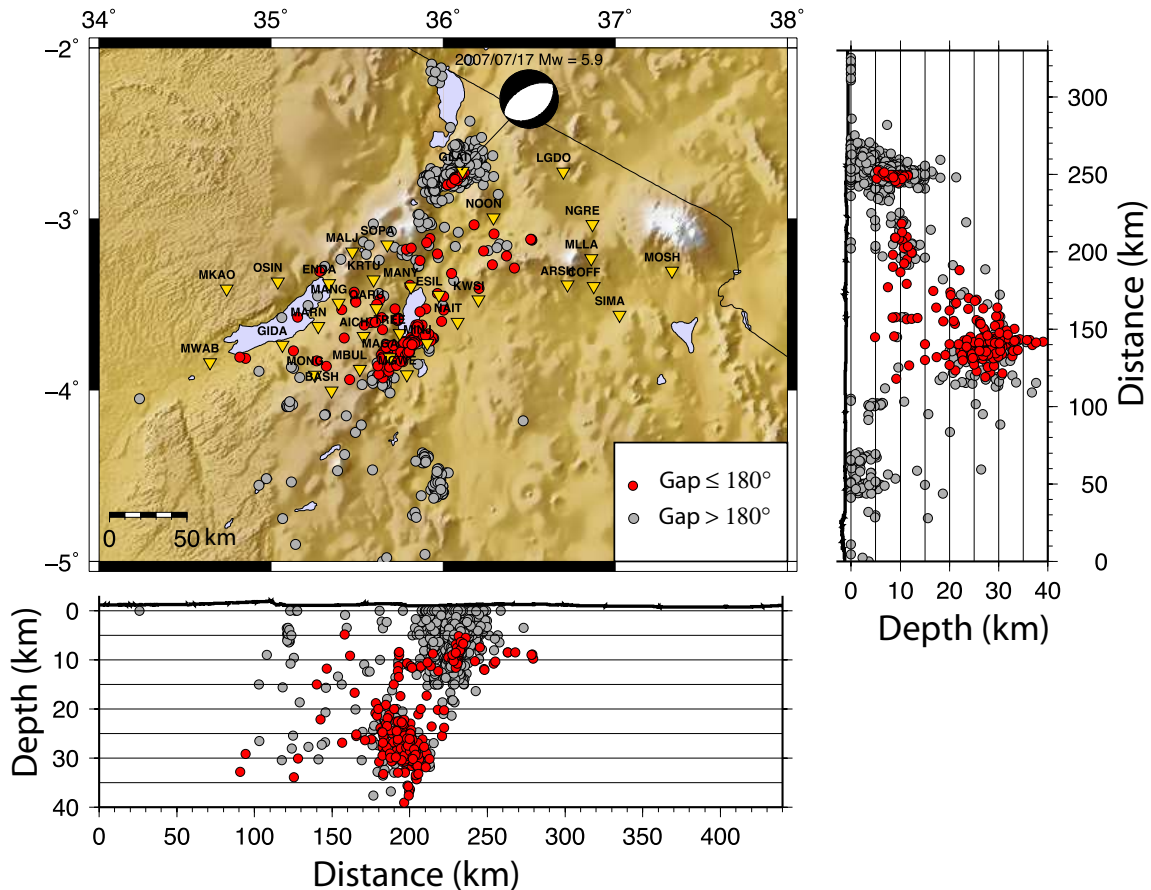 34° 35° 36° 37° 38°
−2°
2007/07/17 Mw = 5.9
GLAI
LGDO
−3°
NOON
NGRE
SOPA
MALJ
MLLA
MOSH
OSIN
ENDA
KRTU
MANY
ARSH
COFF
MKAO
MANG
ESIL
KWSI
SIMA
MARN
NAIT
GIDA
AICH
MWAB
MAGA
MONG
MBUL
BASH
−4°
Gap ≤ 180°
Gap > 180°
0 50 km
−5°
300
250
200
150
100
50
0
Distance (km)
0 10 20 30 40
Depth (km)
0
10
20
30
40
Depth (km)
0 50 100 150 200 250 300 350 400
Distance (km)